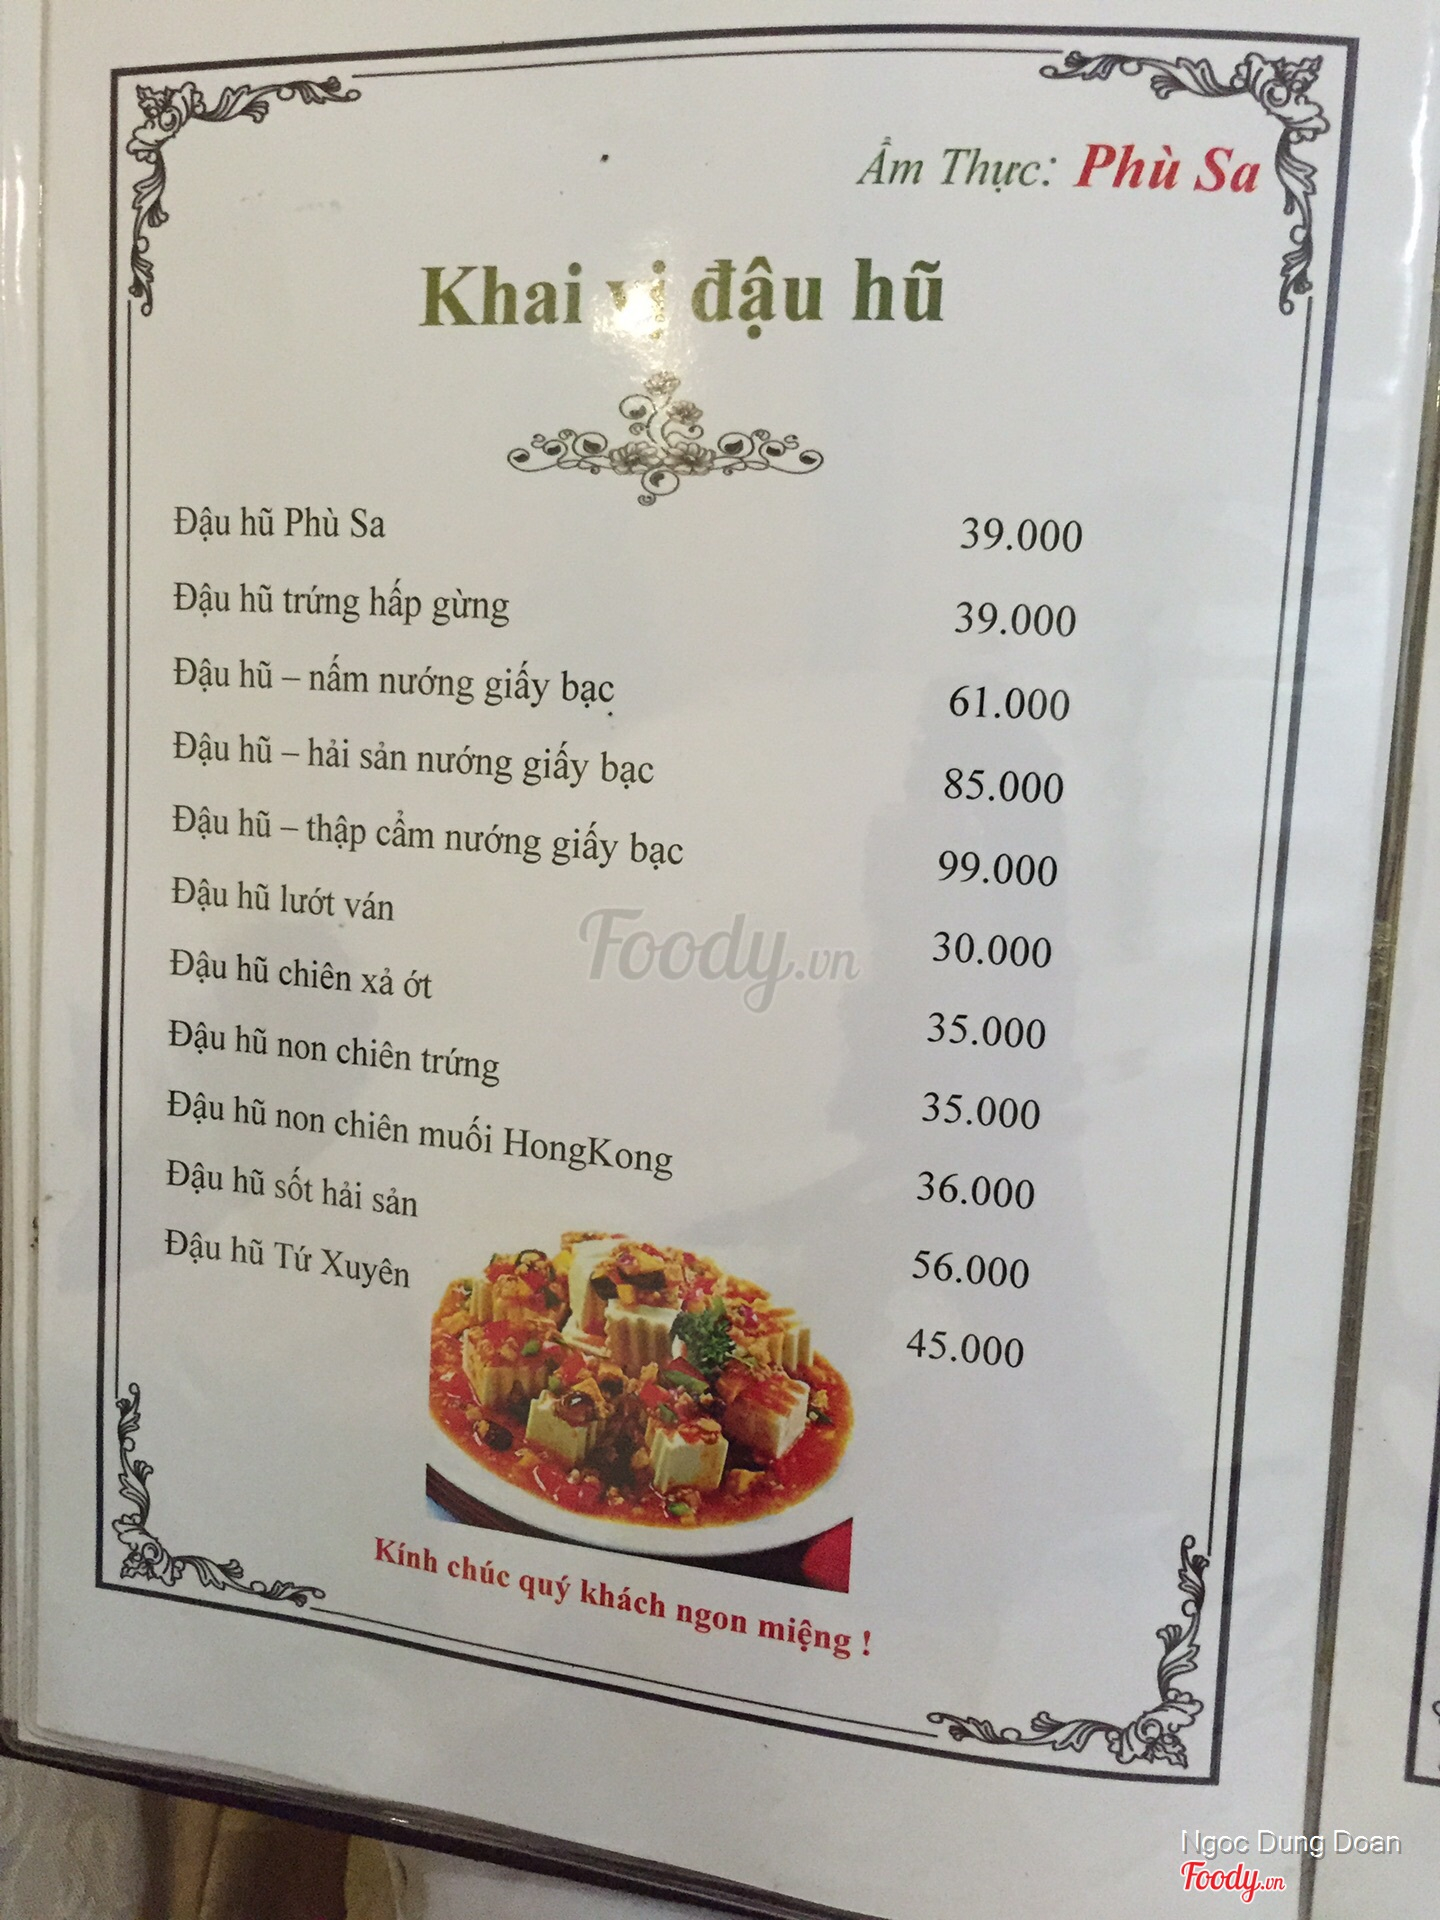 Ẩm Thực: Phù Sa
Khai vị đậu hũ
Đậu hũ Phù Sa 39.000
Đậu hũ trứng hấp gừng 39.000
Đậu hũ – nấm nướng giấy bạc 61.000
Đậu hũ – hải sản nướng giấy bạc 85.000
Đậu hũ – thập cẩm nướng giấy bạc 99.000
Đậu hũ lướt ván 30.000
Đậu hũ chiên xả ớt 35.000
Đậu hũ non chiên trứng 35.000
Đậu hũ non chiên muối HongKong 36.000
Đậu hũ sốt hải sản 56.000
Đậu hũ Tứ Xuyên 45.000
Kính chúc quý khách ngon miệng !
Foody.vn
Ngoc Dung Doan
Foody.vn